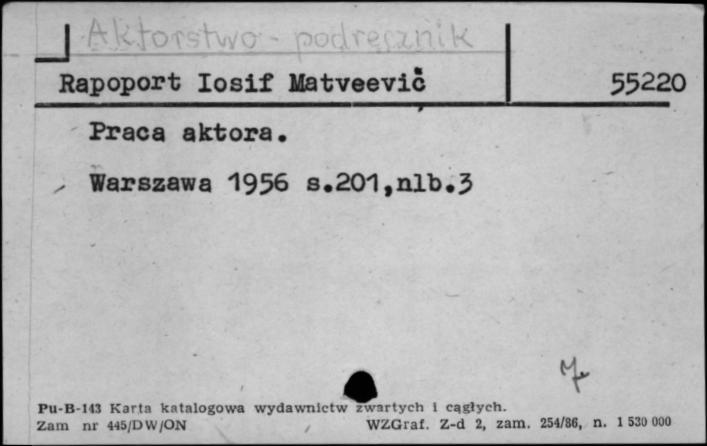 Aktorstwo - podręcznik
Rapoport Iosif Matveevič 55220
Praca aktora.
Warszawa 1956 s.201,nlb.3
Pu-B-143 Karta katalogowa wydawnictw zwartych i cągłych.
Zam nr 445/DW/ON WZGraf. Z-d 2, zam. 254/86, n. 1 530 000